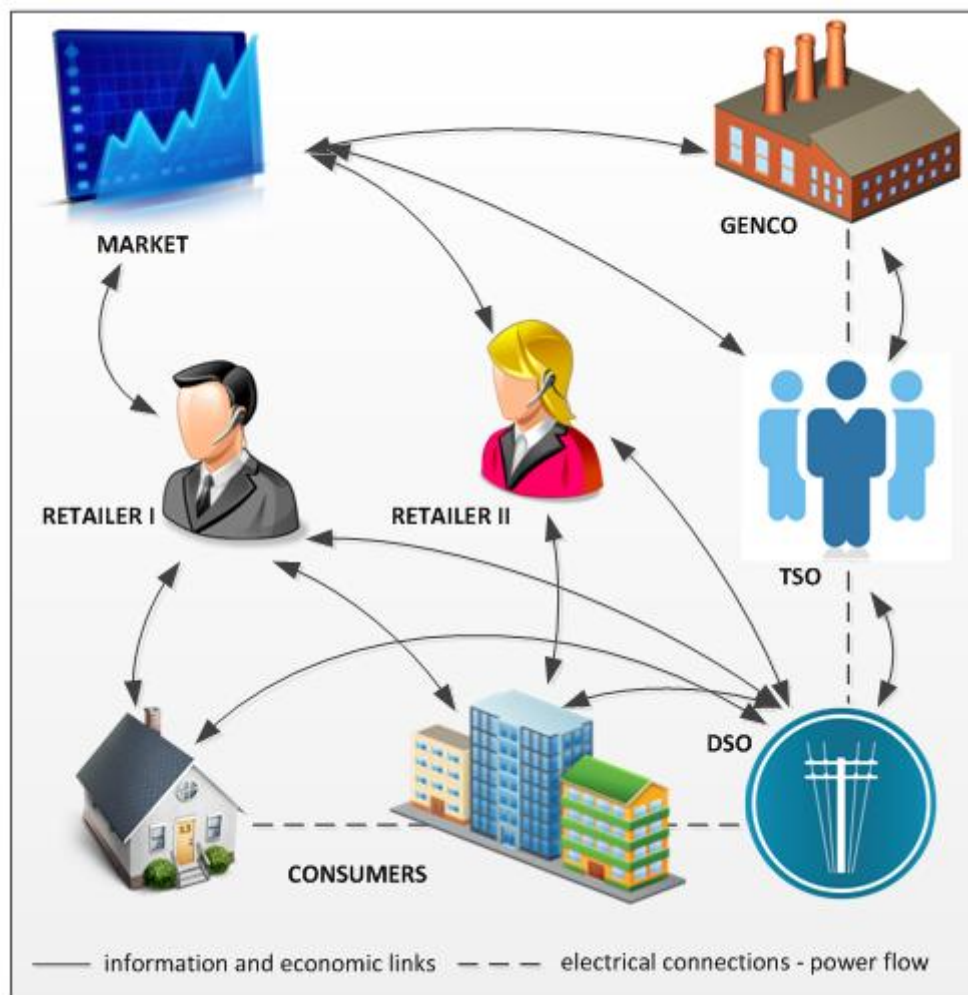 MARKET
GENCO
RETAILER I
RETAILER II
TSO
DSO
CONSUMERS
information and economic links
electrical connections - power flow